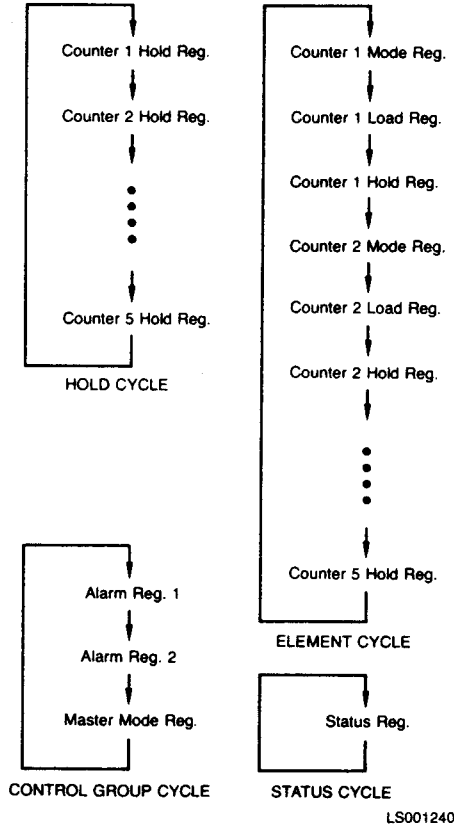 Counter 1 Hold Reg.
Counter 2 Hold Reg.
Counter 5 Hold Reg.
HOLD CYCLE
Counter 1 Mode Reg.
Counter 1 Load Reg.
Counter 1 Hold Reg.
Counter 2 Mode Reg.
Counter 2 Load Reg.
Counter 2 Hold Reg.
Counter 5 Hold Reg.
ELEMENT CYCLE
Alarm Reg. 1
Alarm Reg. 2
Master Mode Reg.
CONTROL GROUP CYCLE
Status Reg.
STATUS CYCLE
LS001240